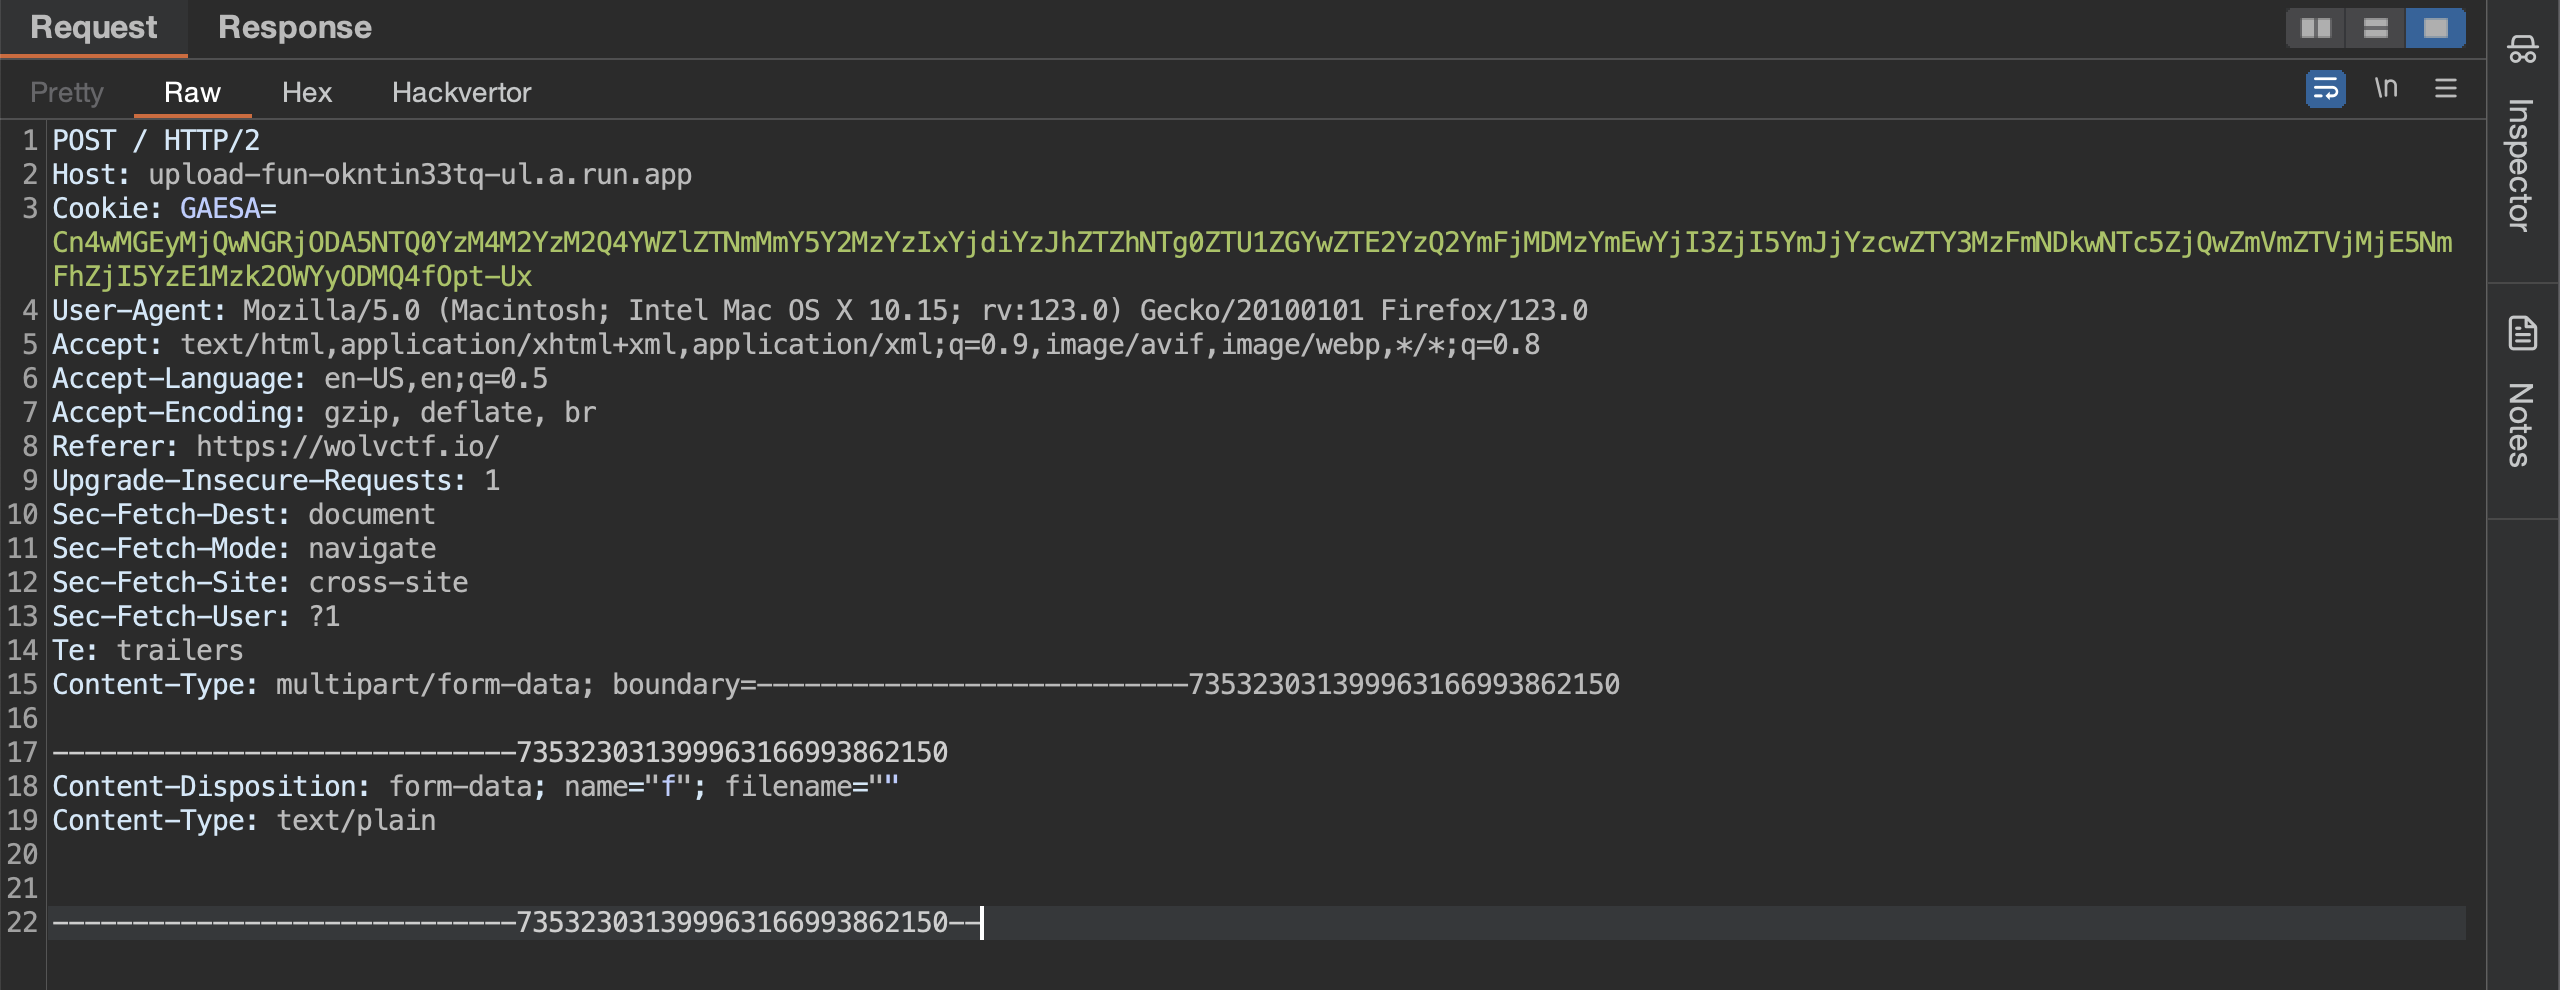 Request Response
Pretty Raw Hex Hackvertor \n
1 POST / HTTP/2
2 Host: upload-fun-okntin33tq-ul.a.run.app
3 Cookie: GAESA=
Cn4wMGEyMjQwNGRjODA5NTQ0YzM4M2YzM2Q4YWZlZTNmMmY5Y2MzYzIxYjdiYzJhZTZhNTg0ZTU1ZGYwZTE2YzQ2YmFjMDMzYmEwYjI3ZjI5YmJjYzcwZTY3MzFmNDkwNTc5ZjQwZmVmZTVjMjE5Nm
FhZjI5YzE1Mzk2OWYyODMQ4fOpt-Ux
4 User-Agent: Mozilla/5.0 (Macintosh; Intel Mac OS X 10.15; rv:123.0) Gecko/20100101 Firefox/123.0
5 Accept: text/html,application/xhtml+xml,application/xml;q=0.9,image/avif,image/webp,*/*;q=0.8
6 Accept-Language: en-US,en;q=0.5
7 Accept-Encoding: gzip, deflate, br
8 Referer: https://wolvctf.io/
9 Upgrade-Insecure-Requests: 1
10 Sec-Fetch-Dest: document
11 Sec-Fetch-Mode: navigate
12 Sec-Fetch-Site: cross-site
13 Sec-Fetch-User: ?1
14 Te: trailers
15 Content-Type: multipart/form-data; boundary=---------------------------735323031399963166993862150
16
17 -----------------------------735323031399963166993862150
18 Content-Disposition: form-data; name="f"; filename=""
19 Content-Type: text/plain
20
21
22 -----------------------------735323031399963166993862150--
Inspector
Notes